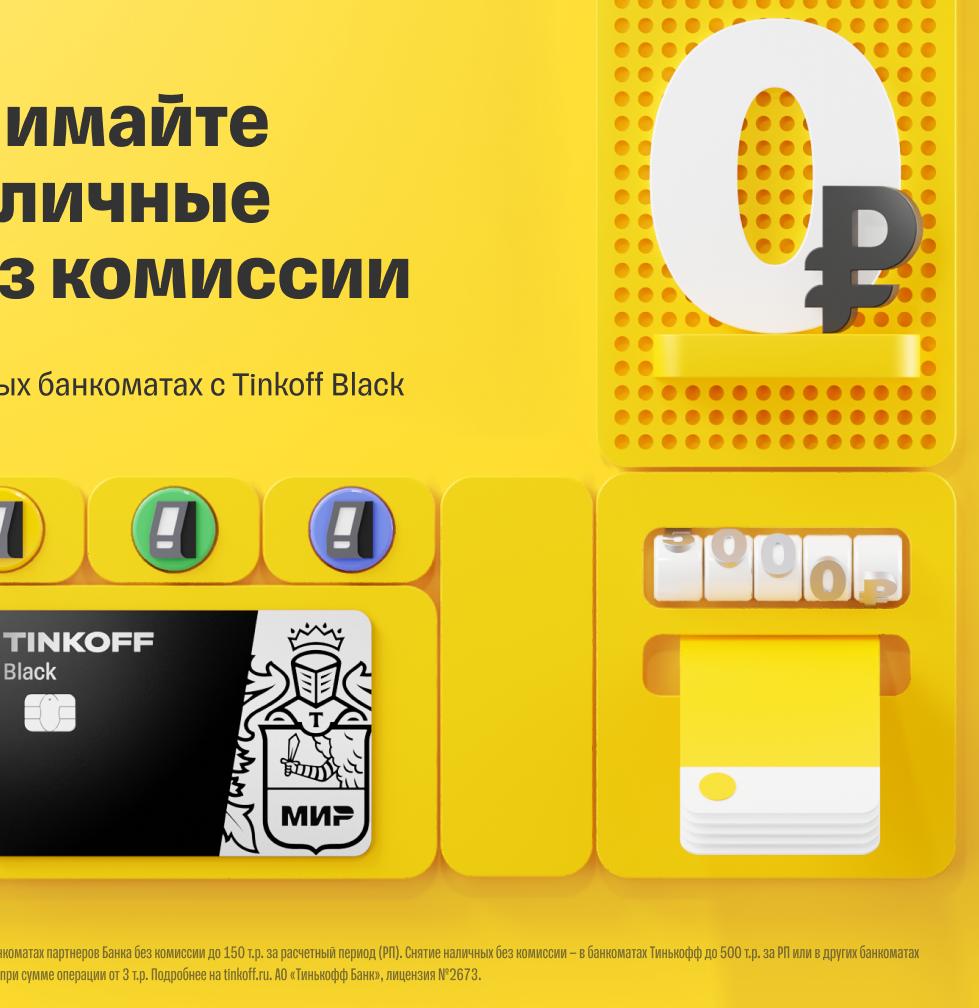 имайте
личные
з комиссии
ых банкоматах с Tinkoff Black
0 ₽
5000₽
TINKOFF
Black
T
МИР
нкоматах партнеров Банка без комиссии до 150 т.р. за расчетный период (РП). Снятие наличных без комиссии – в банкоматах Тинькофф до 500 т.р. за РП или в других банкоматах
при сумме операции от 3 т.р. Подробнее на tinkoff.ru. АО «Тинькофф Банк», лицензия №2673.